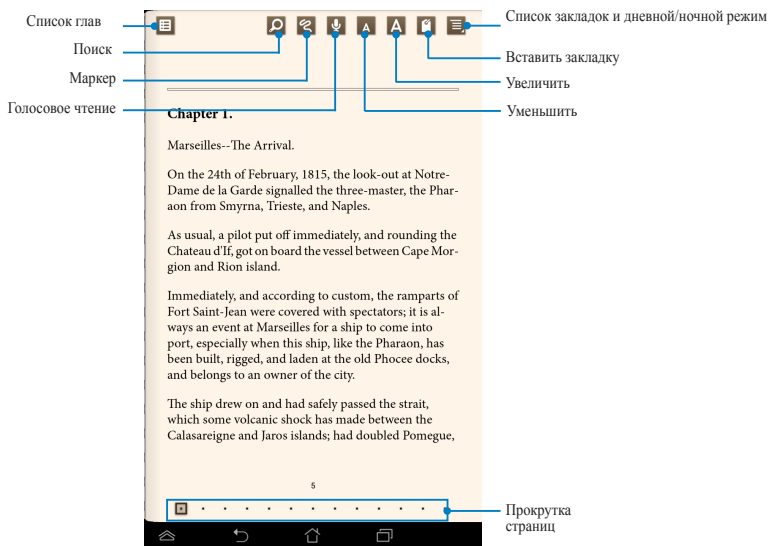 Список глав
Поиск
Маркер
Голосовое чтение
Список закладок и дневной/ночной режим
Вставить закладку
Увеличить
Уменьшить
A
A
Chapter 1.
Marseilles--The Arrival.
On the 24th of February, 1815, the look-out at Notre-
Dame de la Garde signalled the three-master, the Phar-
aon from Smyrna, Trieste, and Naples.
As usual, a pilot put off immediately, and rounding the
Chateau d'If, got on board the vessel between Cape Mor-
gion and Rion island.
Immediately, and according to custom, the ramparts of
Fort Saint-Jean were covered with spectators; it is al-
ways an event at Marseilles for a ship to come into
port, especially when this ship, like the Pharaon, has
been built, rigged, and laden at the old Phocee docks,
and belongs to an owner of the city.
The ship drew on and had safely passed the strait,
which some volcanic shock has made between the
Calasareigne and Jaros islands; had doubled Pomegue,
5
Прокрутка
страниц